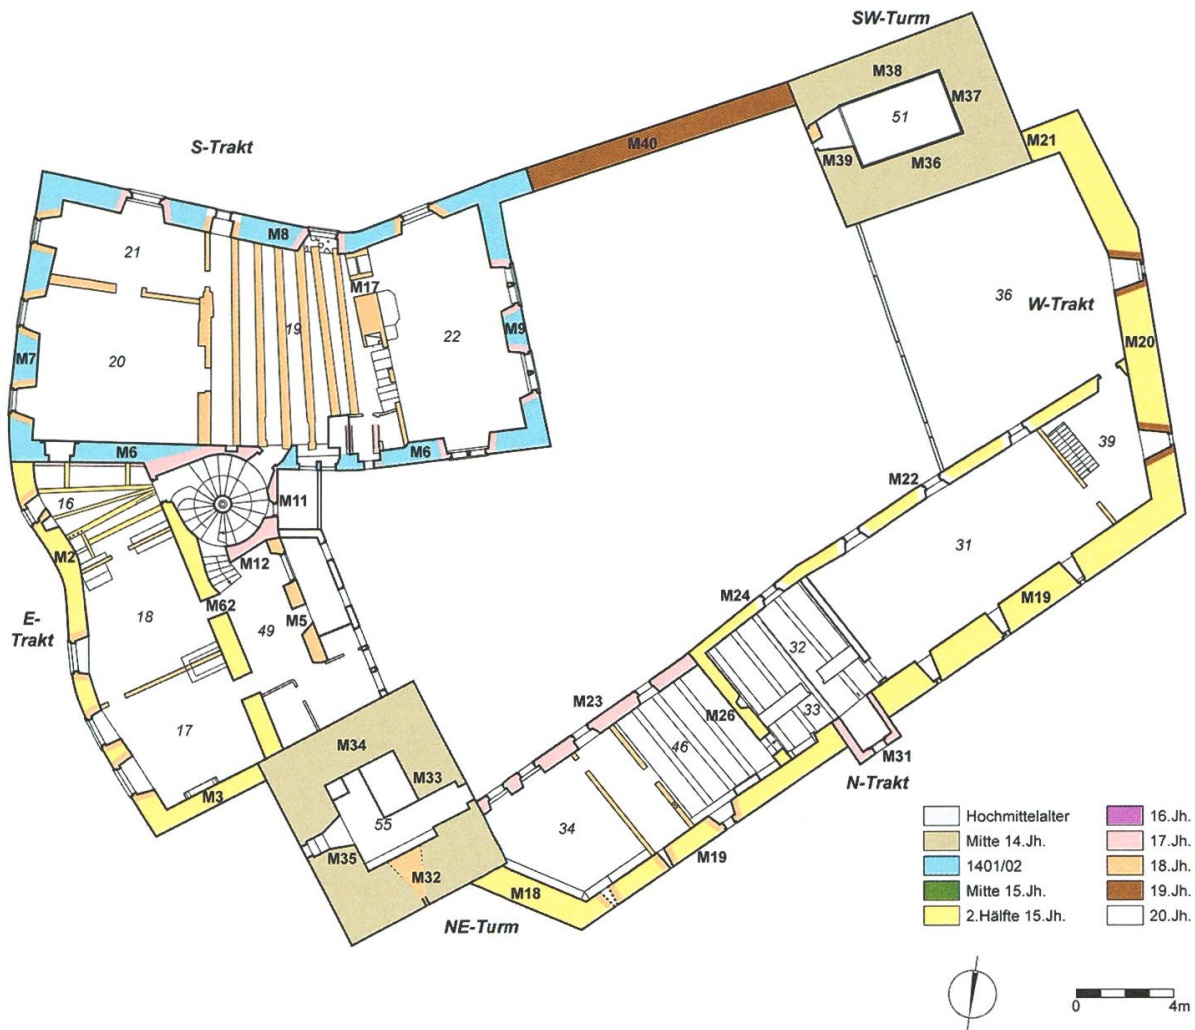 SW-Turm
M38
M37
51
M21
M40
M39
M36
S-Trakt
M8
21
M17
36
W-Trakt
19
22
M9
M7
20
M20
M6
M6
39
16
M11
M22
M2
M12
31
M24
M19
E-
Trakt
18
M62
49
M5
32
M23
M26
33
17
46
M31
M34
N-Trakt
M33
M3
55
34
M35
M19
M32
M18
NE-Turm
Hochmittelalter
Mitte 14.Jh.
1401/02
Mitte 15.Jh.
2.Hälfte 15.Jh.
16.Jh.
17.Jh.
18.Jh.
19.Jh.
20.Jh.
0 4m